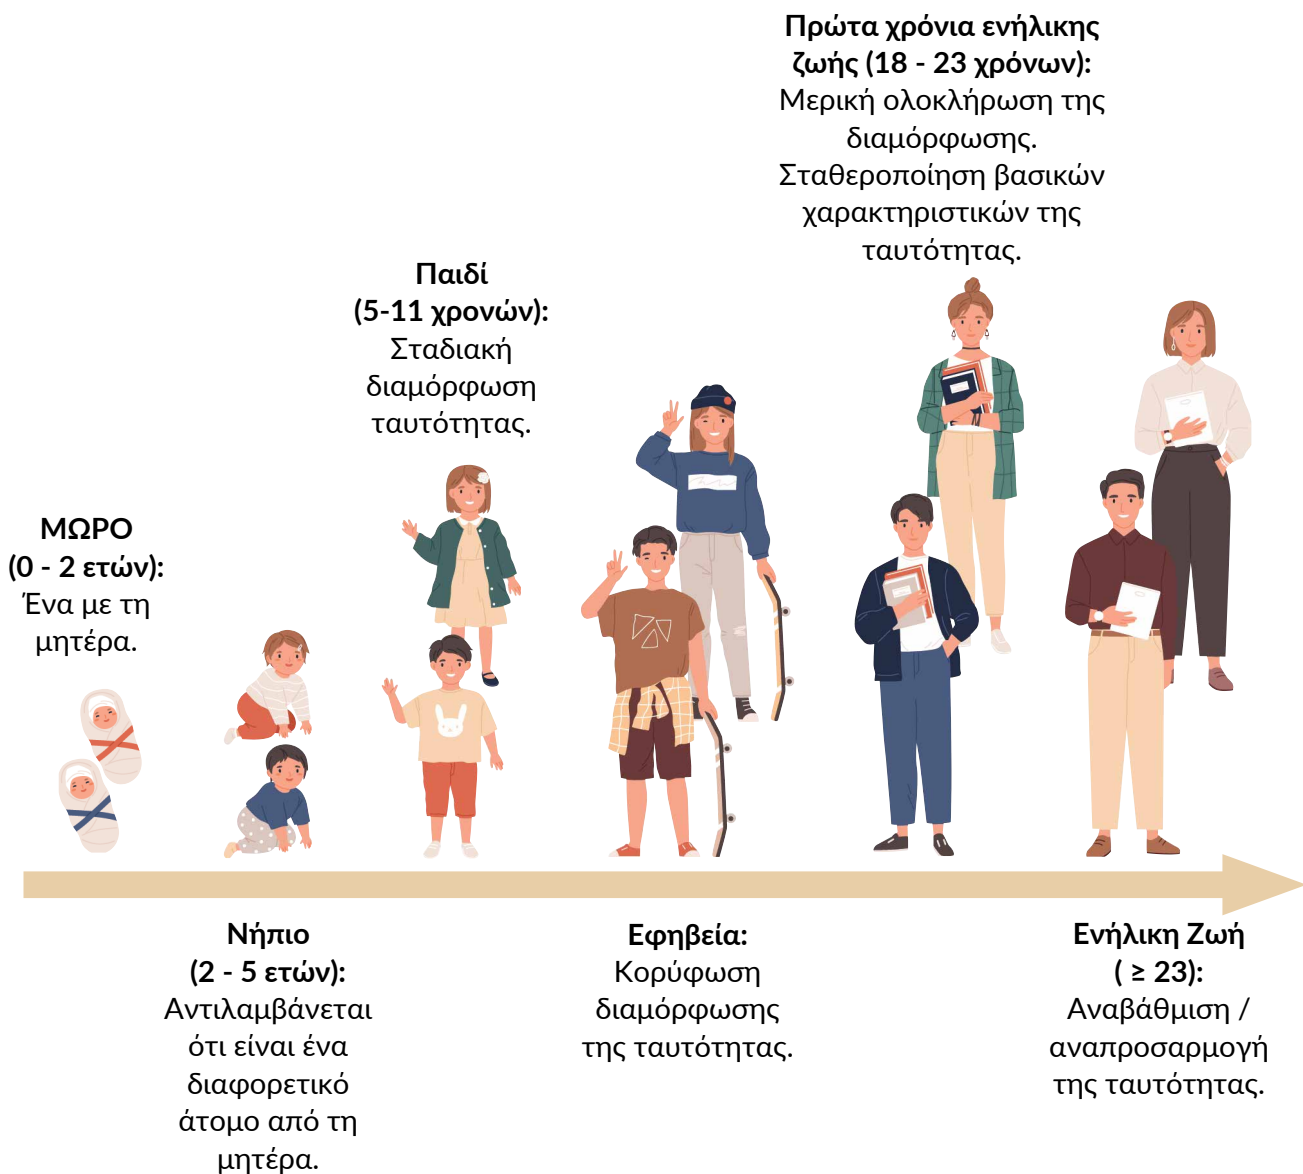 Πρώτα χρόνια ενήλικης
ζωής (18 - 23 χρόνων):
Μερική ολοκλήρωση της
διαμόρφωσης.
Σταθεροποίηση βασικών
χαρακτηριστικών της
ταυτότητας.
Παιδί
(5-11 χρονών):
Σταδιακή
διαμόρφωση
ταυτότητας.
ΜΩΡΟ
(0 - 2 ετών):
Ένα με τη
μητέρα.
Νήπιο
(2 - 5 ετών):
Αντιλαμβάνεται
ότι είναι ένα
διαφορετικό
άτομο από τη
μητέρα.
Εφηβεία:
Κορύφωση
διαμόρφωσης
της ταυτότητας.
Ενήλικη Ζωή
( ≥ 23):
Αναβάθμιση /
αναπροσαρμογή
της ταυτότητας.